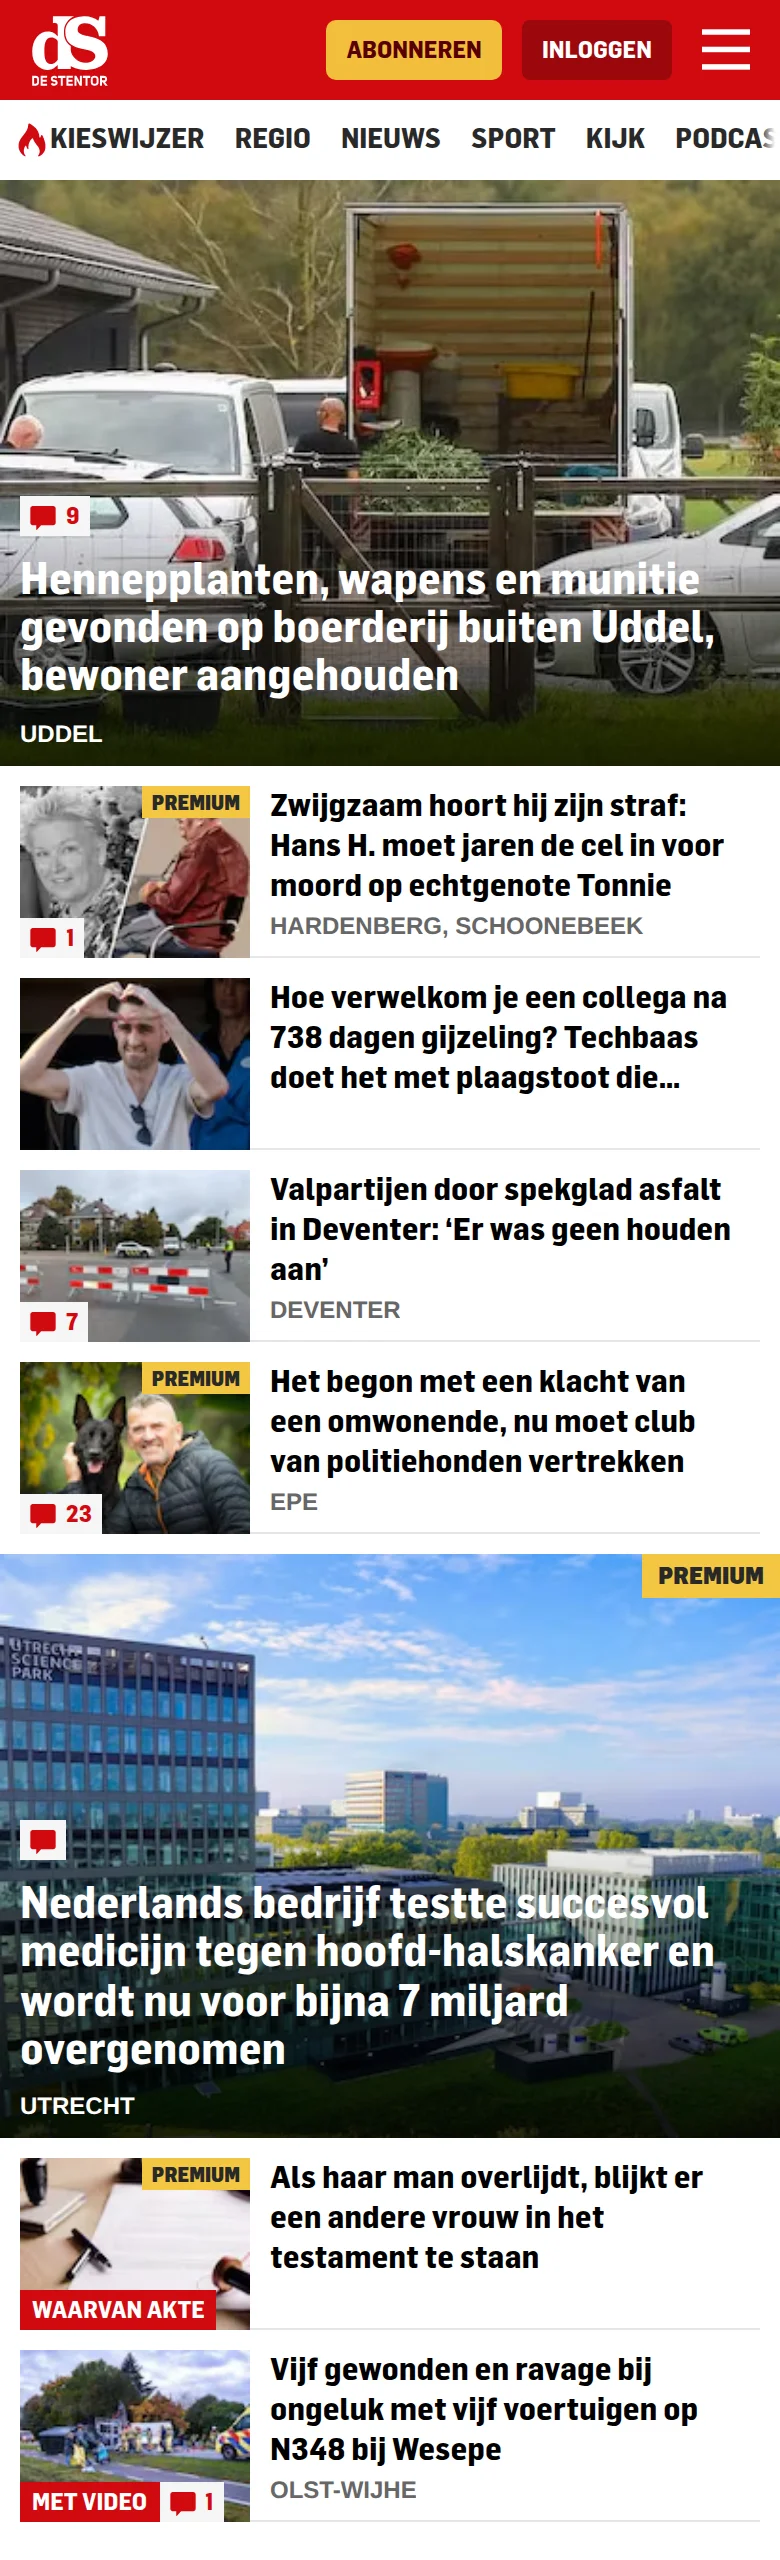 dS
DE STENTOR
ABONNEREN
INLOGGEN
KIESWIJZER REGIO NIEUWS SPORT KIJK PODCAS
9
Hennepplanten, wapens en munitie
gevonden op boerderij buiten Uddel,
bewoner aangehouden
UDDEL
PREMIUM
1
Zwijgzaam hoort hij zijn straf:
Hans H. moet jaren de cel in voor
moord op echtgenote Tonnie
HARDENBERG, SCHOONEBEEK
Hoe verwelkom je een collega na
738 dagen gijzeling? Techbaas
doet het met plaagstoot die...
7
Valpartijen door spekglad asfalt
in Deventer: ‘Er was geen houden
aan’
DEVENTER
PREMIUM
23
Het begon met een klacht van
een omwonende, nu moet club
van politiehonden vertrekken
EPE
PREMIUM
UTRECHT
SCIENCE
PARK
Nederlands bedrijf testte succesvol
medicijn tegen hoofd-halskanker en
wordt nu voor bijna 7 miljard
overgenomen
UTRECHT
PREMIUM
WAARVAN AKTE
Als haar man overlijdt, blijkt er
een andere vrouw in het
testament te staan
MET VIDEO
1
Vijf gewonden en ravage bij
ongeluk met vijf voertuigen op
N348 bij Wesepe
OLST-WIJHE